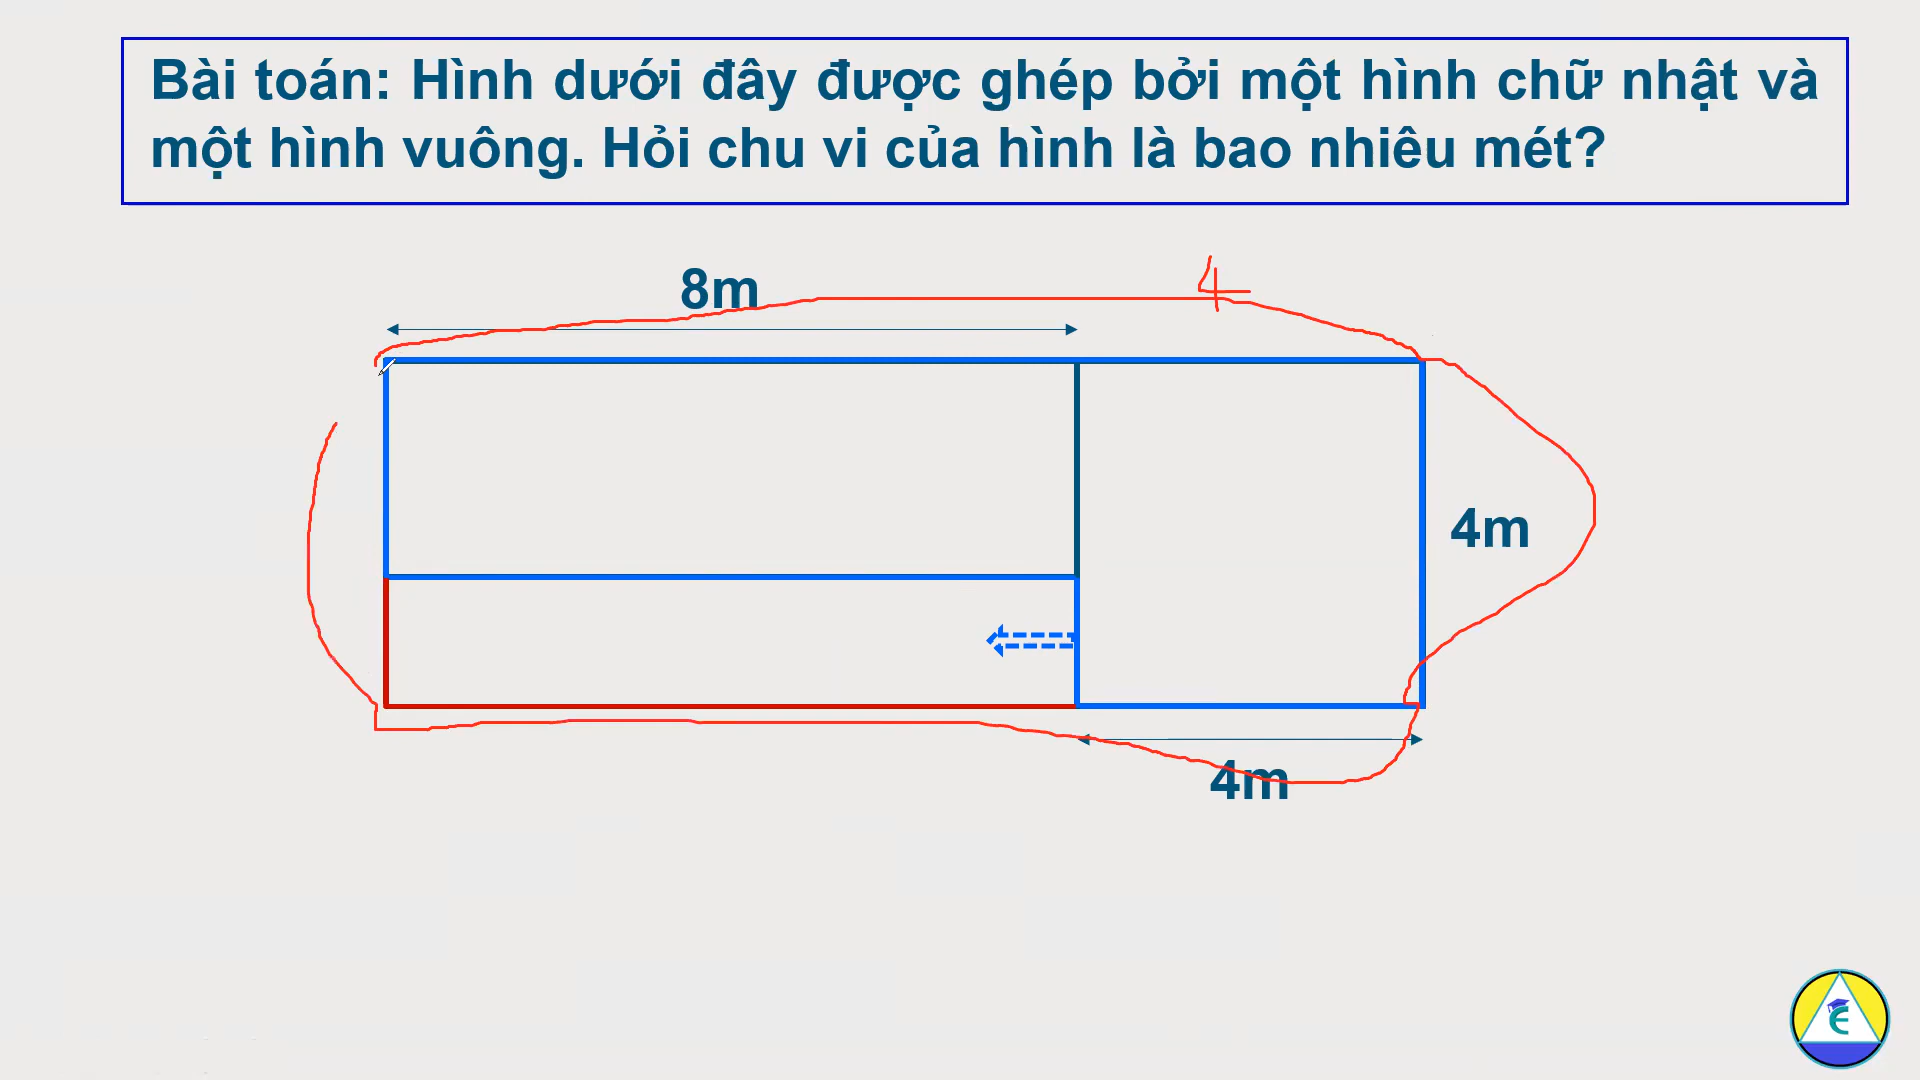 Bài toán: Hình dưới đây được ghép bởi một hình chữ nhật và
một hình vuông. Hỏi chu vi của hình là bao nhiêu mét?
4
8m
4m
4m